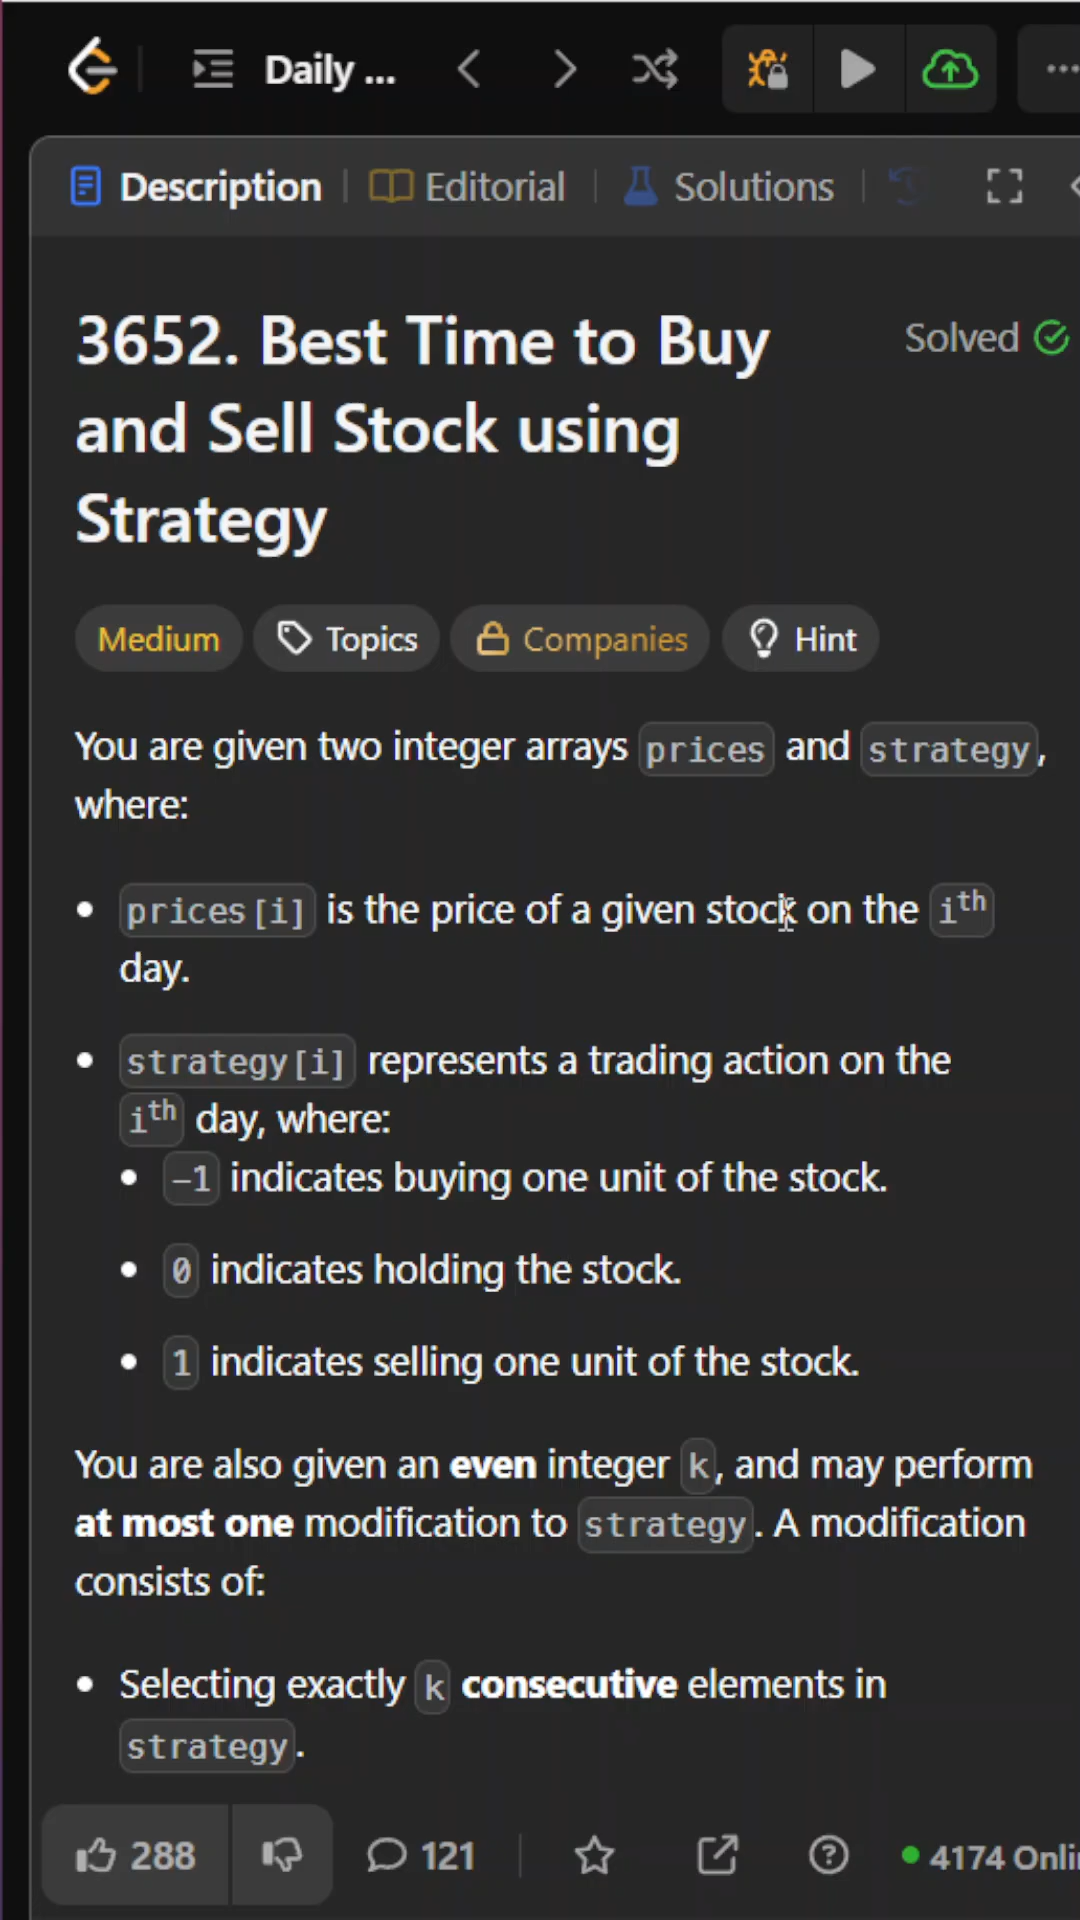 Daily ...
Description
Editorial
Solutions
3652. Best Time to Buy
and Sell Stock using
Strategy
Solved
Medium
Topics
Companies
Hint
You are given two integer arrays prices and strategy,
where:
• prices[i] is the price of a given stock on the i^th
day.
• strategy[i] represents a trading action on the
i^th day, where:
• -1 indicates buying one unit of the stock.
• 0 indicates holding the stock.
• 1 indicates selling one unit of the stock.
You are also given an even integer k, and may perform
at most one modification to strategy. A modification
consists of:
• Selecting exactly k consecutive elements in
strategy.
288
121
4174 Onli